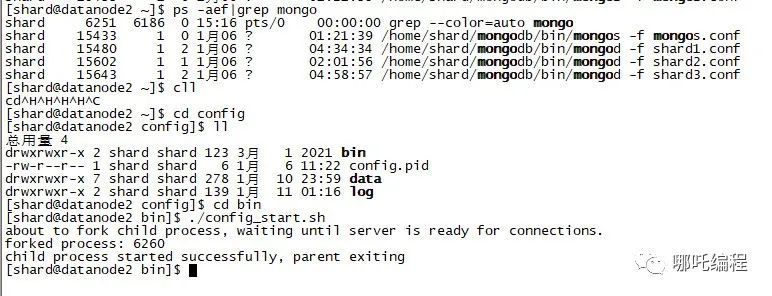 [shard@datanode2 ~]$ ps -aef|grep mongo
shard 6251 6186 0 15:16 pts/0 00:00:00 grep --color=auto mongo
shard 15433 1 0 1月06 ? 01:21:39 /home/shard/mongodb/bin/mongos -f mongos.conf
shard 15480 1 2 1月06 ? 04:34:34 /home/shard/mongodb/bin/mongod -f shard1.conf
shard 15602 1 1 1月06 ? 02:01:56 /home/shard/mongodb/bin/mongod -f shard2.conf
shard 15643 1 2 1月06 ? 04:58:57 /home/shard/mongodb/bin/mongod -f shard3.conf
[shard@datanode2 ~]$ cll
cd^H^H^H^H^H^C
[shard@datanode2 ~]$ cd config
[shard@datanode2 config]$ ll
总用量 4
drwxrwxr-x 2 shard shard 123 3月 1 2021 bin
-rw-r--r-- 1 shard shard 6 1月 6 11:22 config.pid
drwxrwxr-x 7 shard shard 278 1月 10 23:59 data
drwxrwxr-x 2 shard shard 139 1月 11 01:16 log
[shard@datanode2 config]$ cd bin
[shard@datanode2 bin]$ ./config_start.sh
about to fork child process, waiting until server is ready for connections.
forked process: 6260
child process started successfully, parent exiting
[shard@datanode2 bin]$
哪吒编程